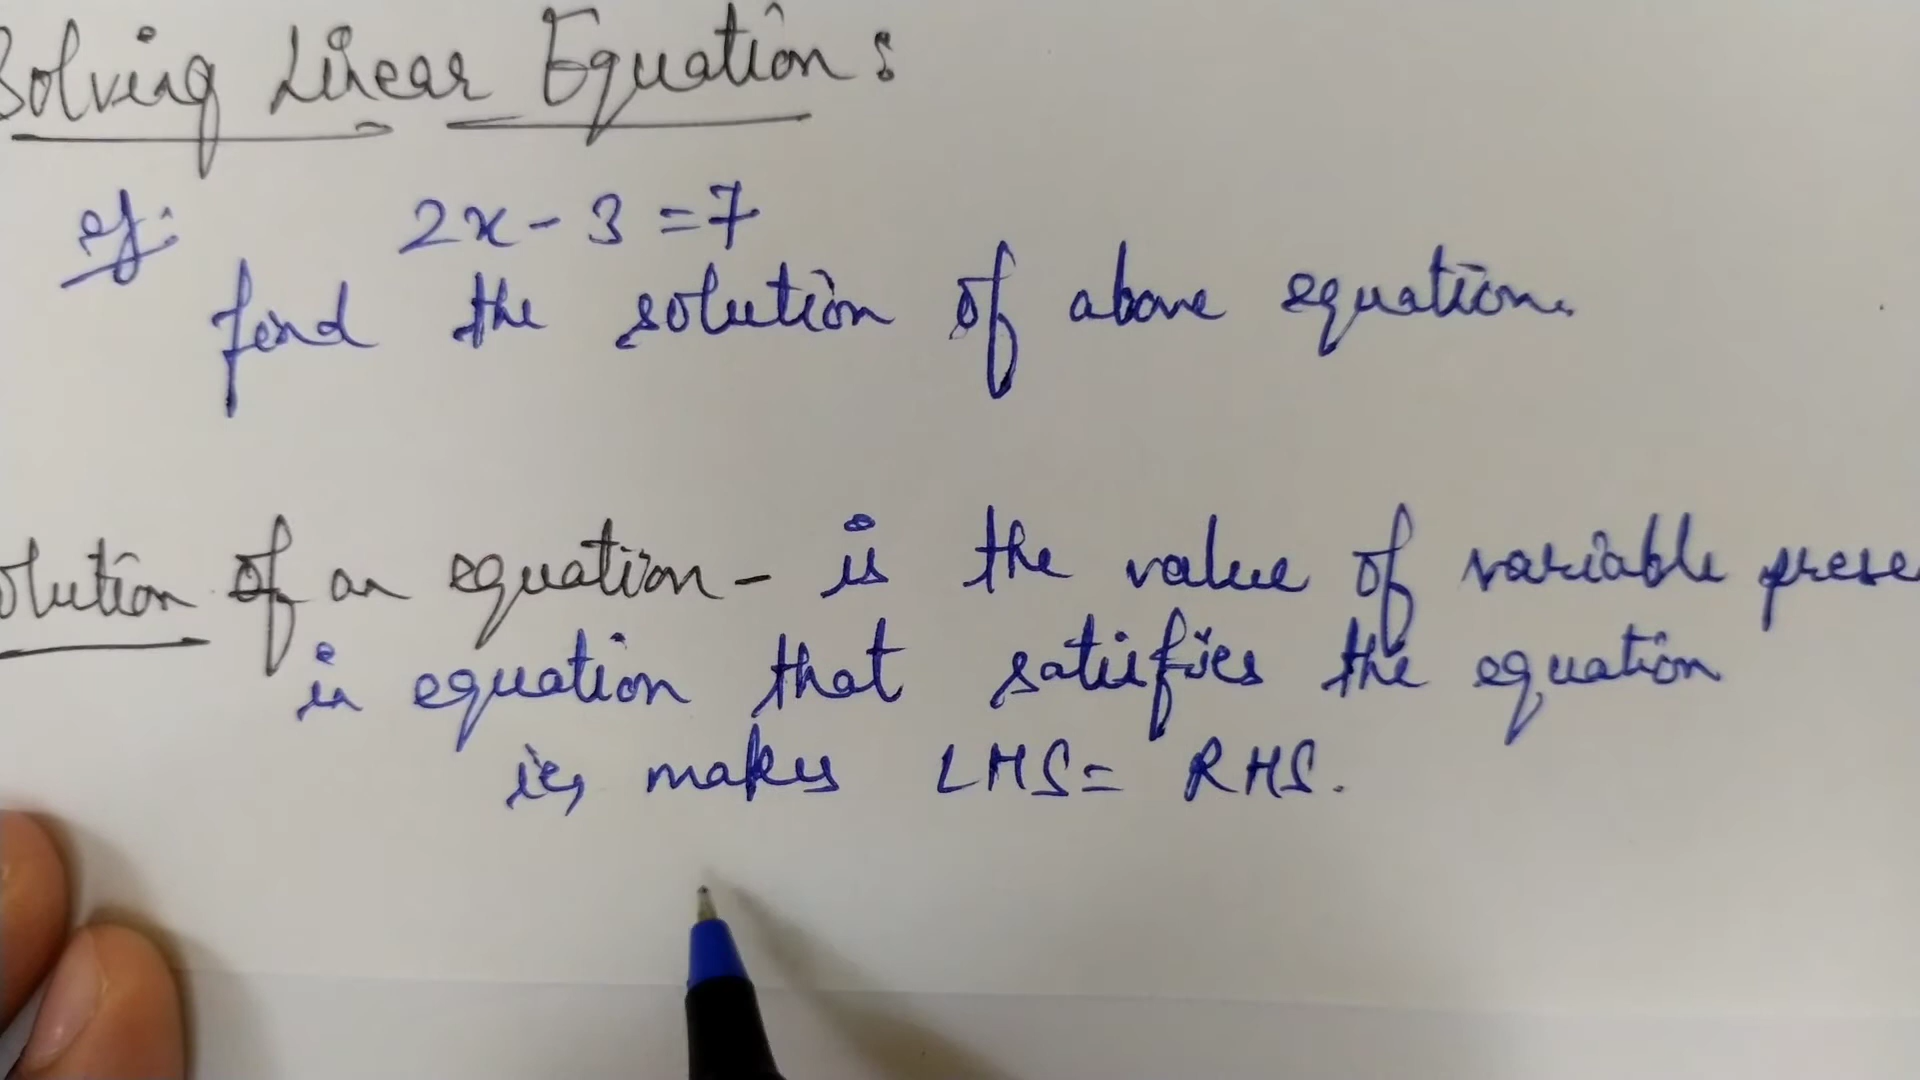 Solving Linear Equation:
eg:
2x - 3 = 7
find the solution of above equation.
olution of an equation - is the value of variable prese
in equation that satisfies the equation
ie, makes LHS = RHS.